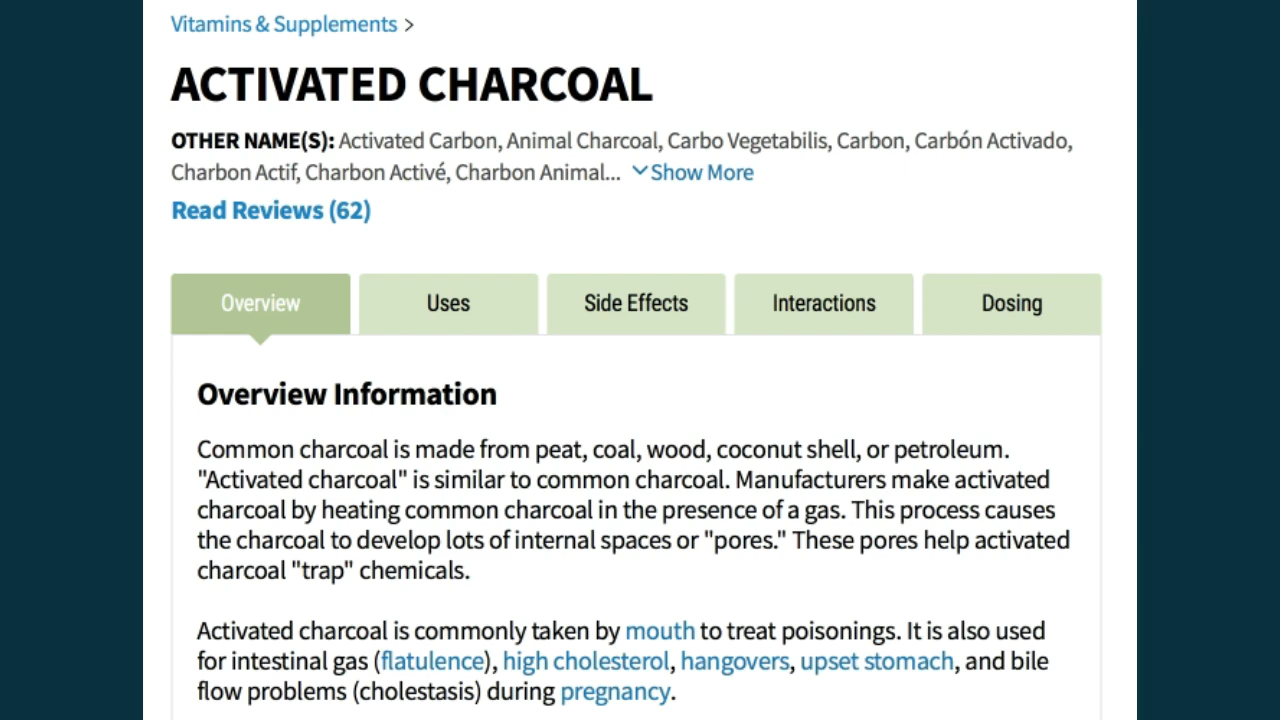 Vitamins & Supplements >
ACTIVATED CHARCOAL
OTHER NAME(S): Activated Carbon, Animal Charcoal, Carbo Vegetabilis, Carbon, Carbón Activado,
Charbon Actif, Charbon Activé, Charbon Animal... Show More
Read Reviews (62)
Overview Uses Side Effects Interactions Dosing
Overview Information
Common charcoal is made from peat, coal, wood, coconut shell, or petroleum.
"Activated charcoal" is similar to common charcoal. Manufacturers make activated
charcoal by heating common charcoal in the presence of a gas. This process causes
the charcoal to develop lots of internal spaces or "pores." These pores help activated
charcoal "trap" chemicals.
Activated charcoal is commonly taken by mouth to treat poisonings. It is also used
for intestinal gas (flatulence), high cholesterol, hangovers, upset stomach, and bile
flow problems (cholestasis) during pregnancy.